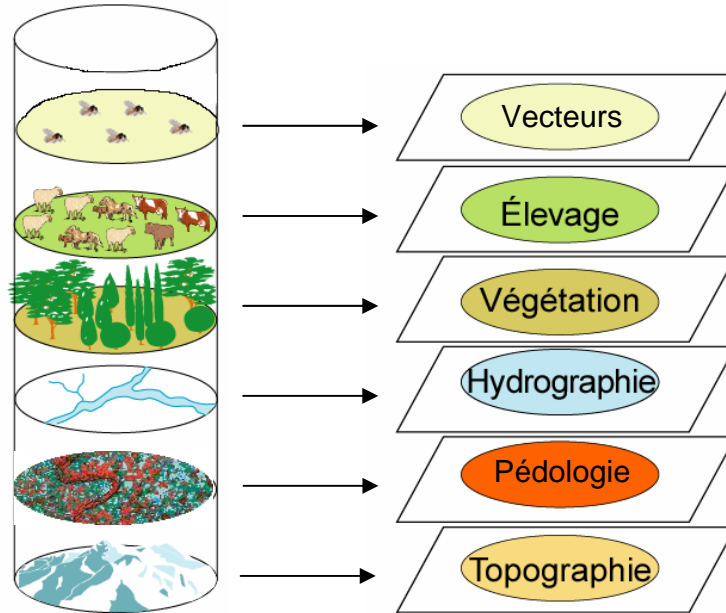 Vecteurs
Élevage
Végétation
Hydrographie
Pédologie
Topographie